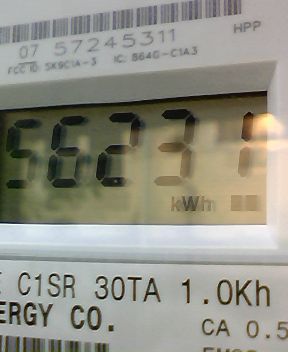 07 57245311
HPP
FCC ID: SK9C1A-3 IC: 864G-C1A3
56231
kWh
C1SR 30TA 1.0Kh
ERGY CO.
CA 0.5